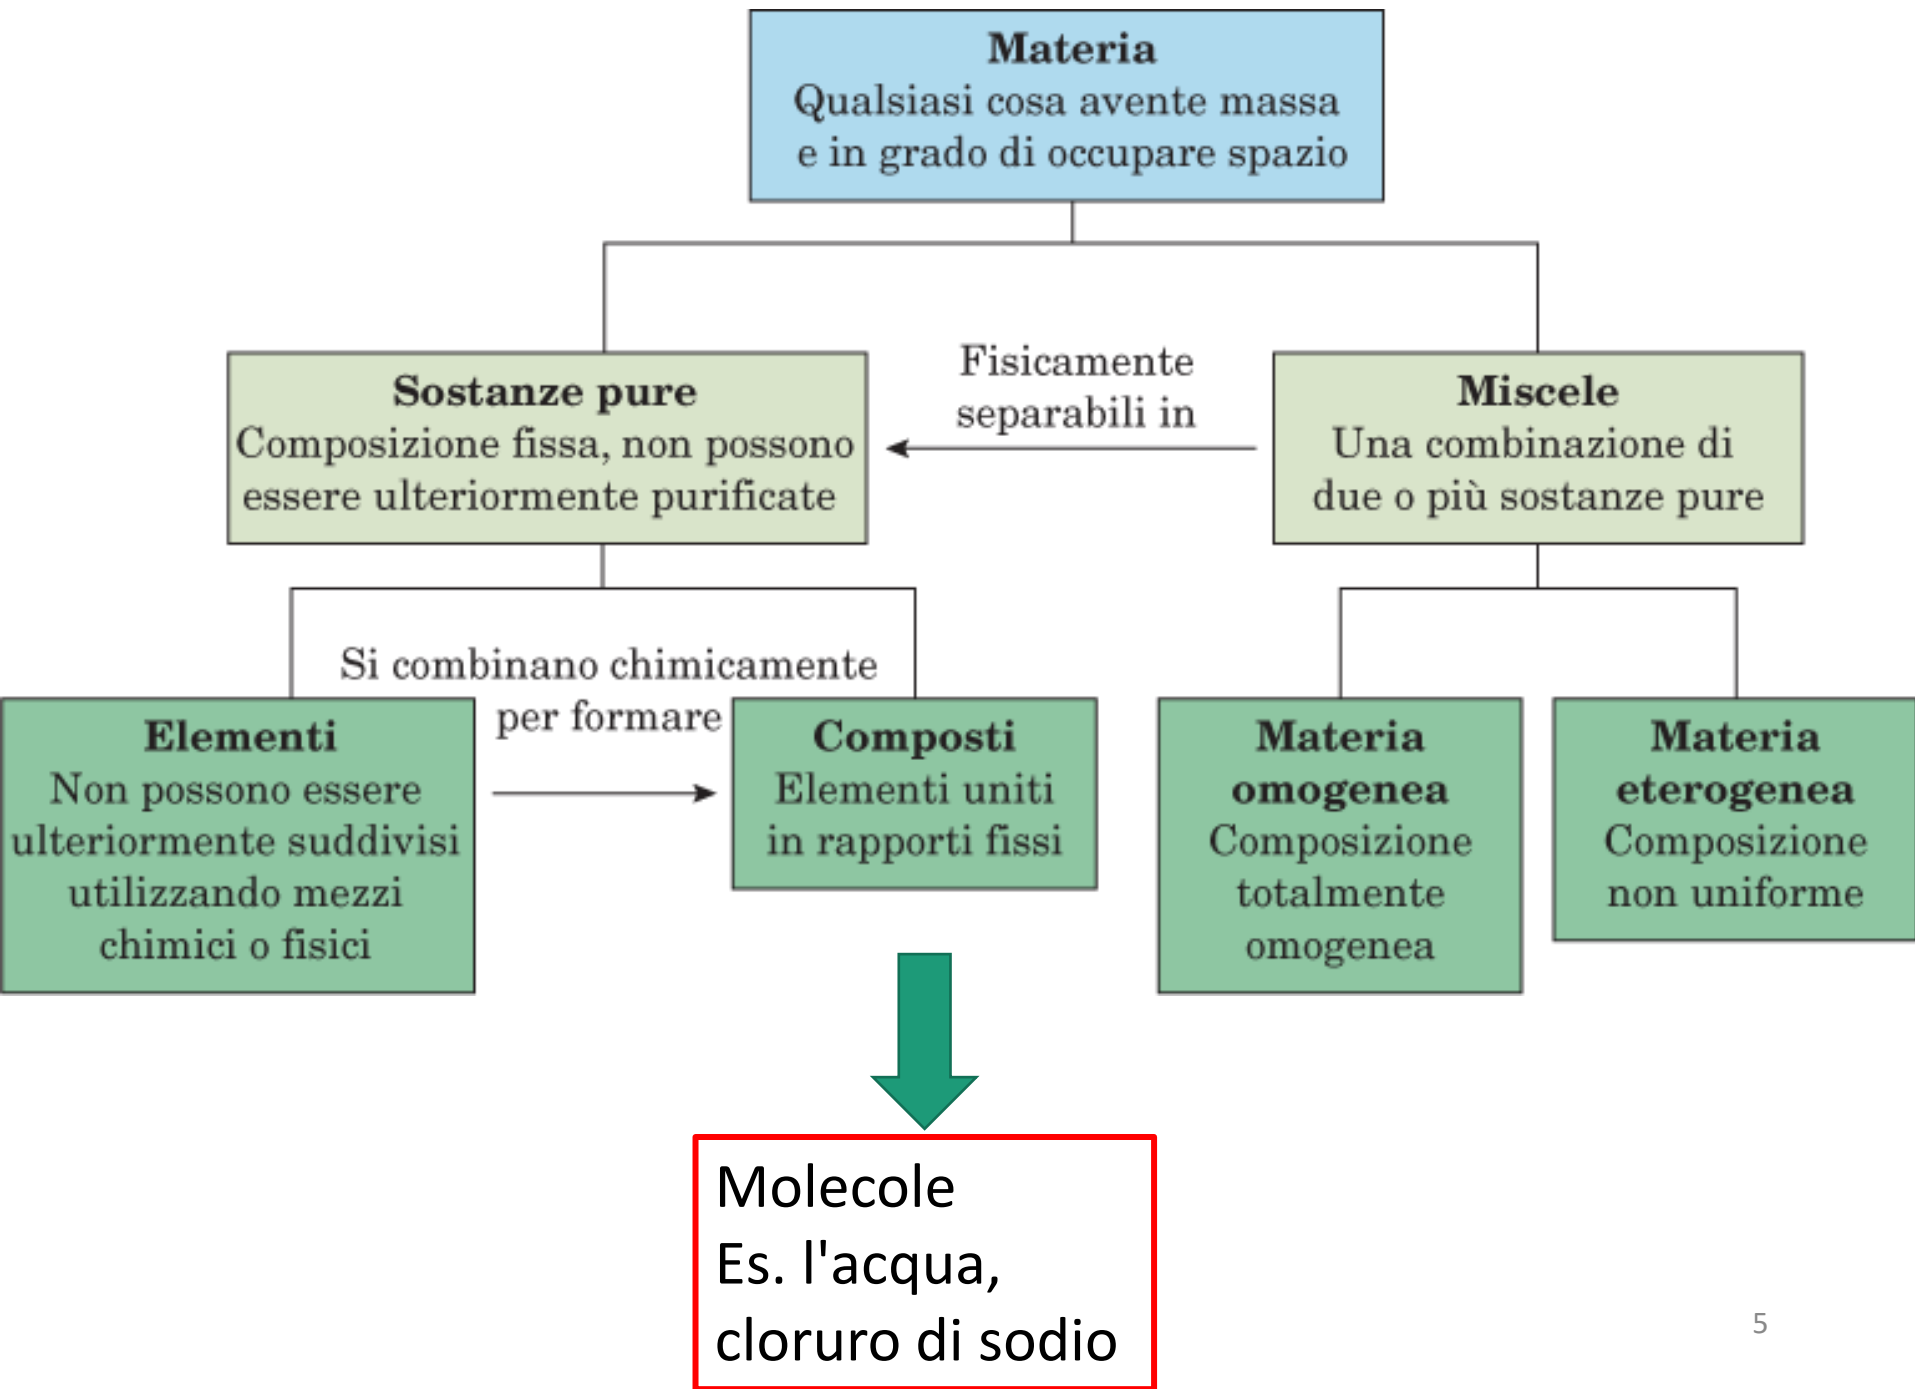 Materia
Qualsiasi cosa avente massa
e in grado di occupare spazio
Sostanze pure
Composizione fissa, non possono
essere ulteriormente purificate
Fisicamente
separabili in
Miscele
Una combinazione di
due o più sostanze pure
Si combinano chimicamente
per formare
Elementi
Non possono essere
ulteriormente suddivisi
utilizzando mezzi
chimici o fisici
Composti
Elementi uniti
in rapporti fissi
Materia
omogenea
Composizione
totalmente
omogenea
Materia
eterogenea
Composizione
non uniforme
Molecole
Es. l'acqua,
cloruro di sodio
5